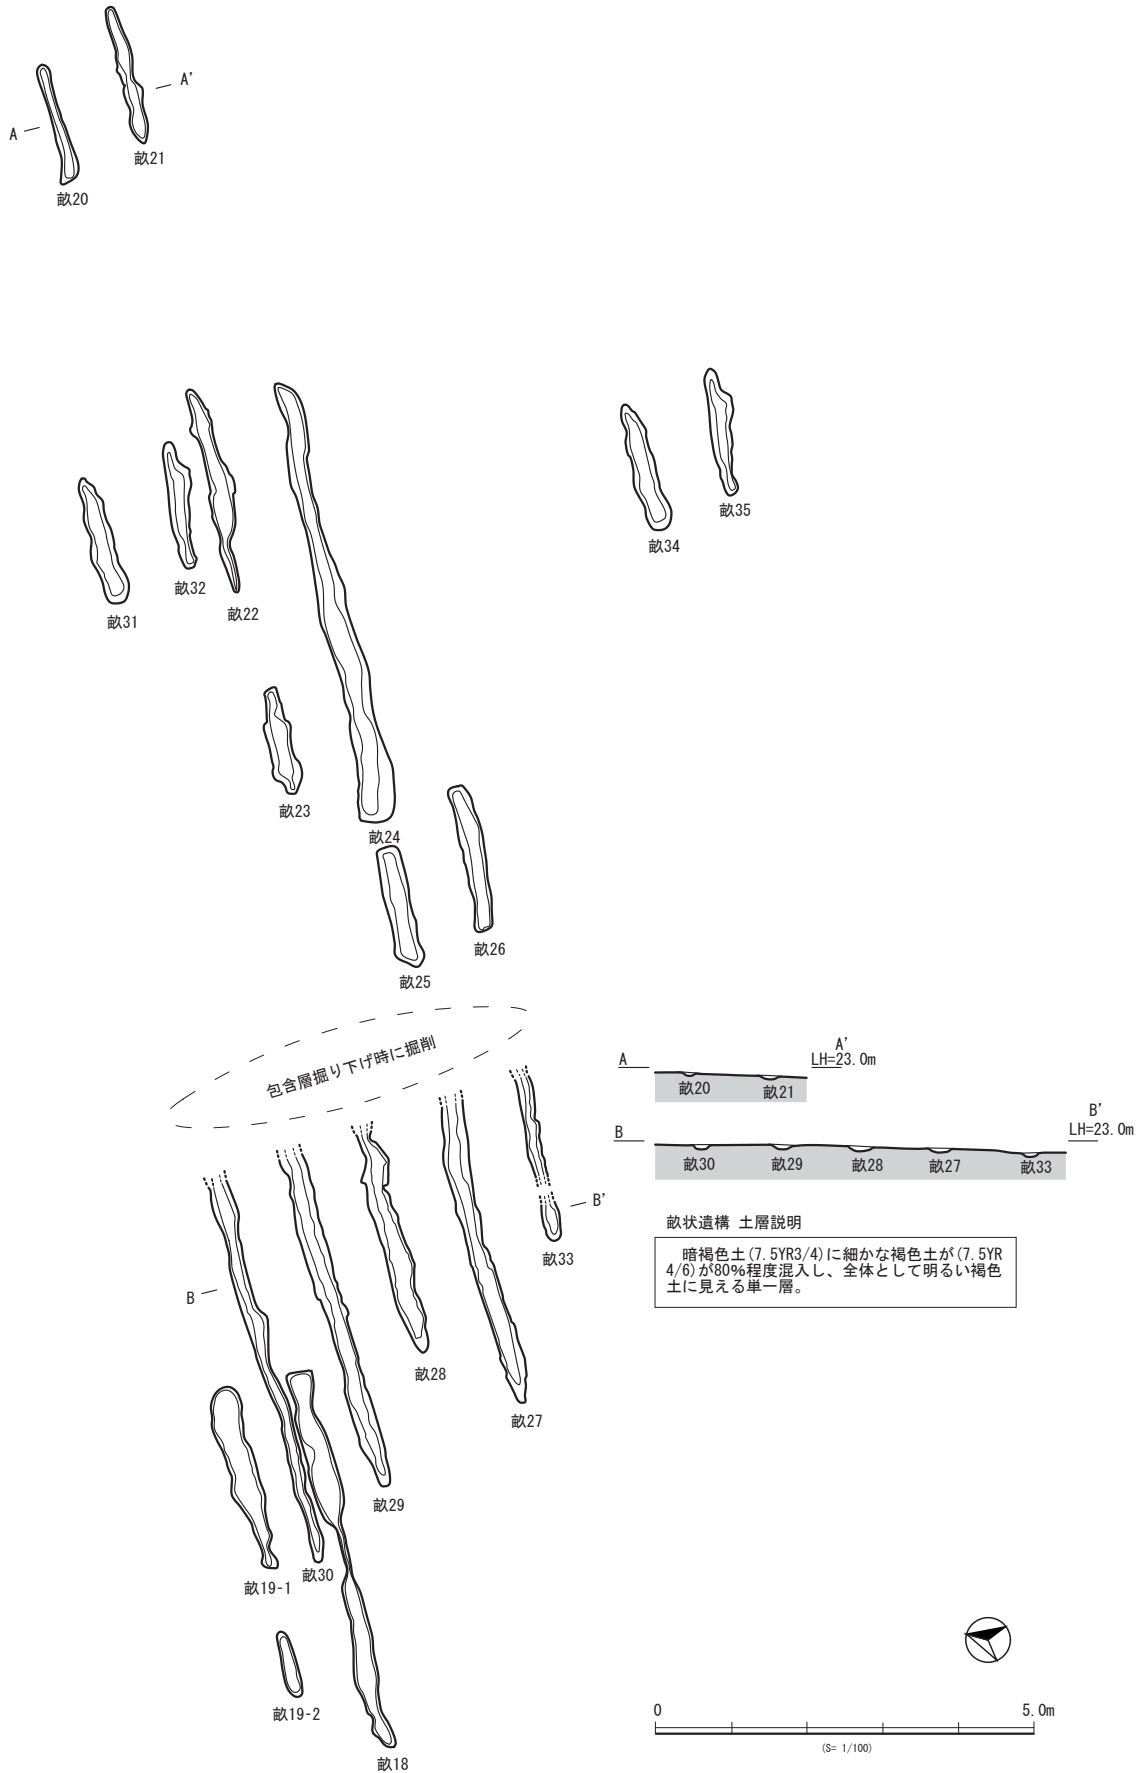 A'
A
畝21
畝20
畝35
畝34
畝32
畝22
畝31
畝23
畝24
畝26
畝25
包含層掘り下げ時に掘削
A
A'
LH=23.0m
畝20
畝21
B
B'
LH=23.0m
畝30
畝29
畝28
畝27
畝33
B'
畝33
畝状遺構 土層説明
暗褐色土(7.5YR3/4)に細かな褐色土が(7.5YR
4/6)が80%程度混入し、全体として明るい褐色
土に見える単一層。
B
畝28
畝27
畝29
畝30
畝19-1
畝19-2
畝18
0
5.0m
(S= 1/100)